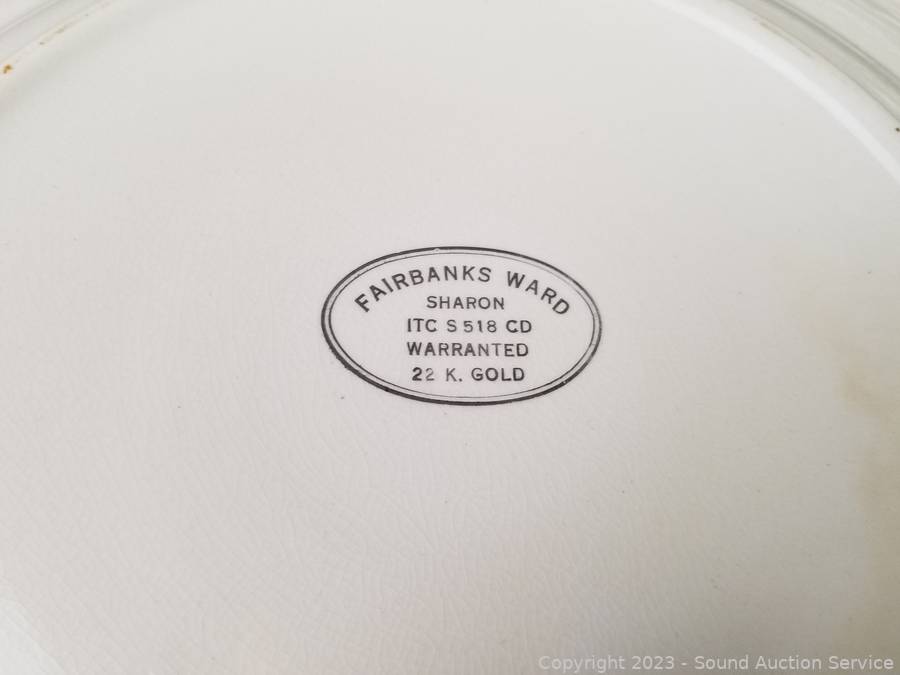 FAIRBANKS WARD
SHARON
ITC S 518 CD
WARRANTED
22 K. GOLD
Copyright 2023 - Sound Auction Service